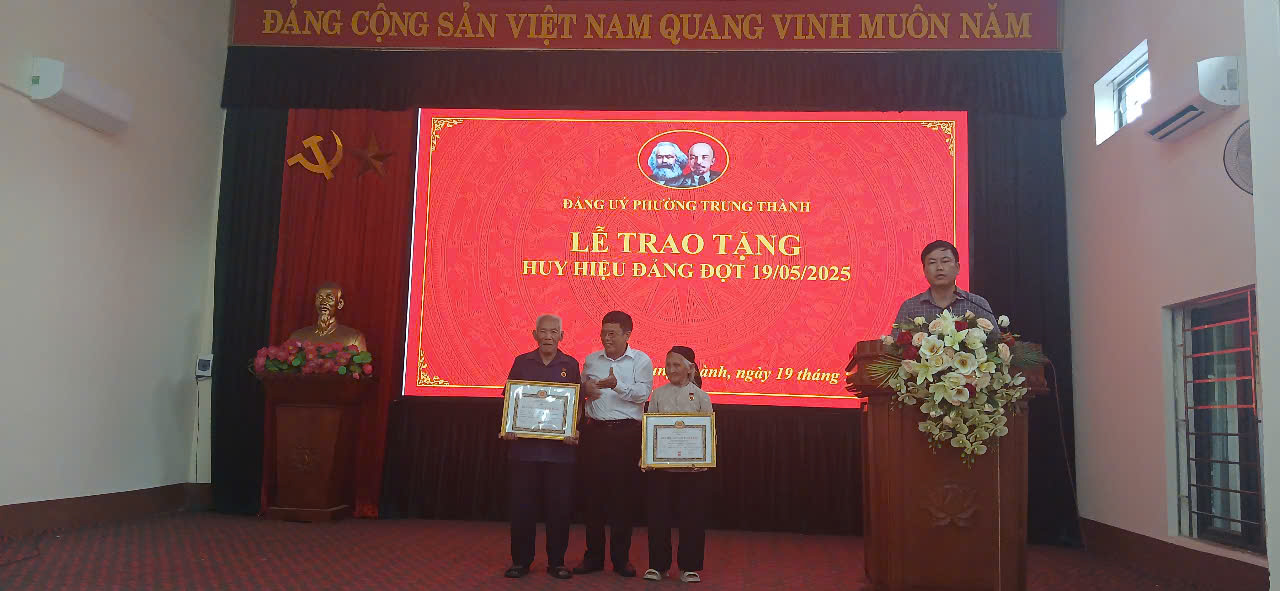 ĐẢNG CỘNG SẢN VIỆT NAM QUANG VINH MUÔN NĂM
ĐẢNG UỶ PHƯỜNG TRUNG THÀNH
LỄ TRAO TẶNG
HUY HIỆU ĐẢNG ĐỢT 19/05/2025
ành, ngày 19 tháng